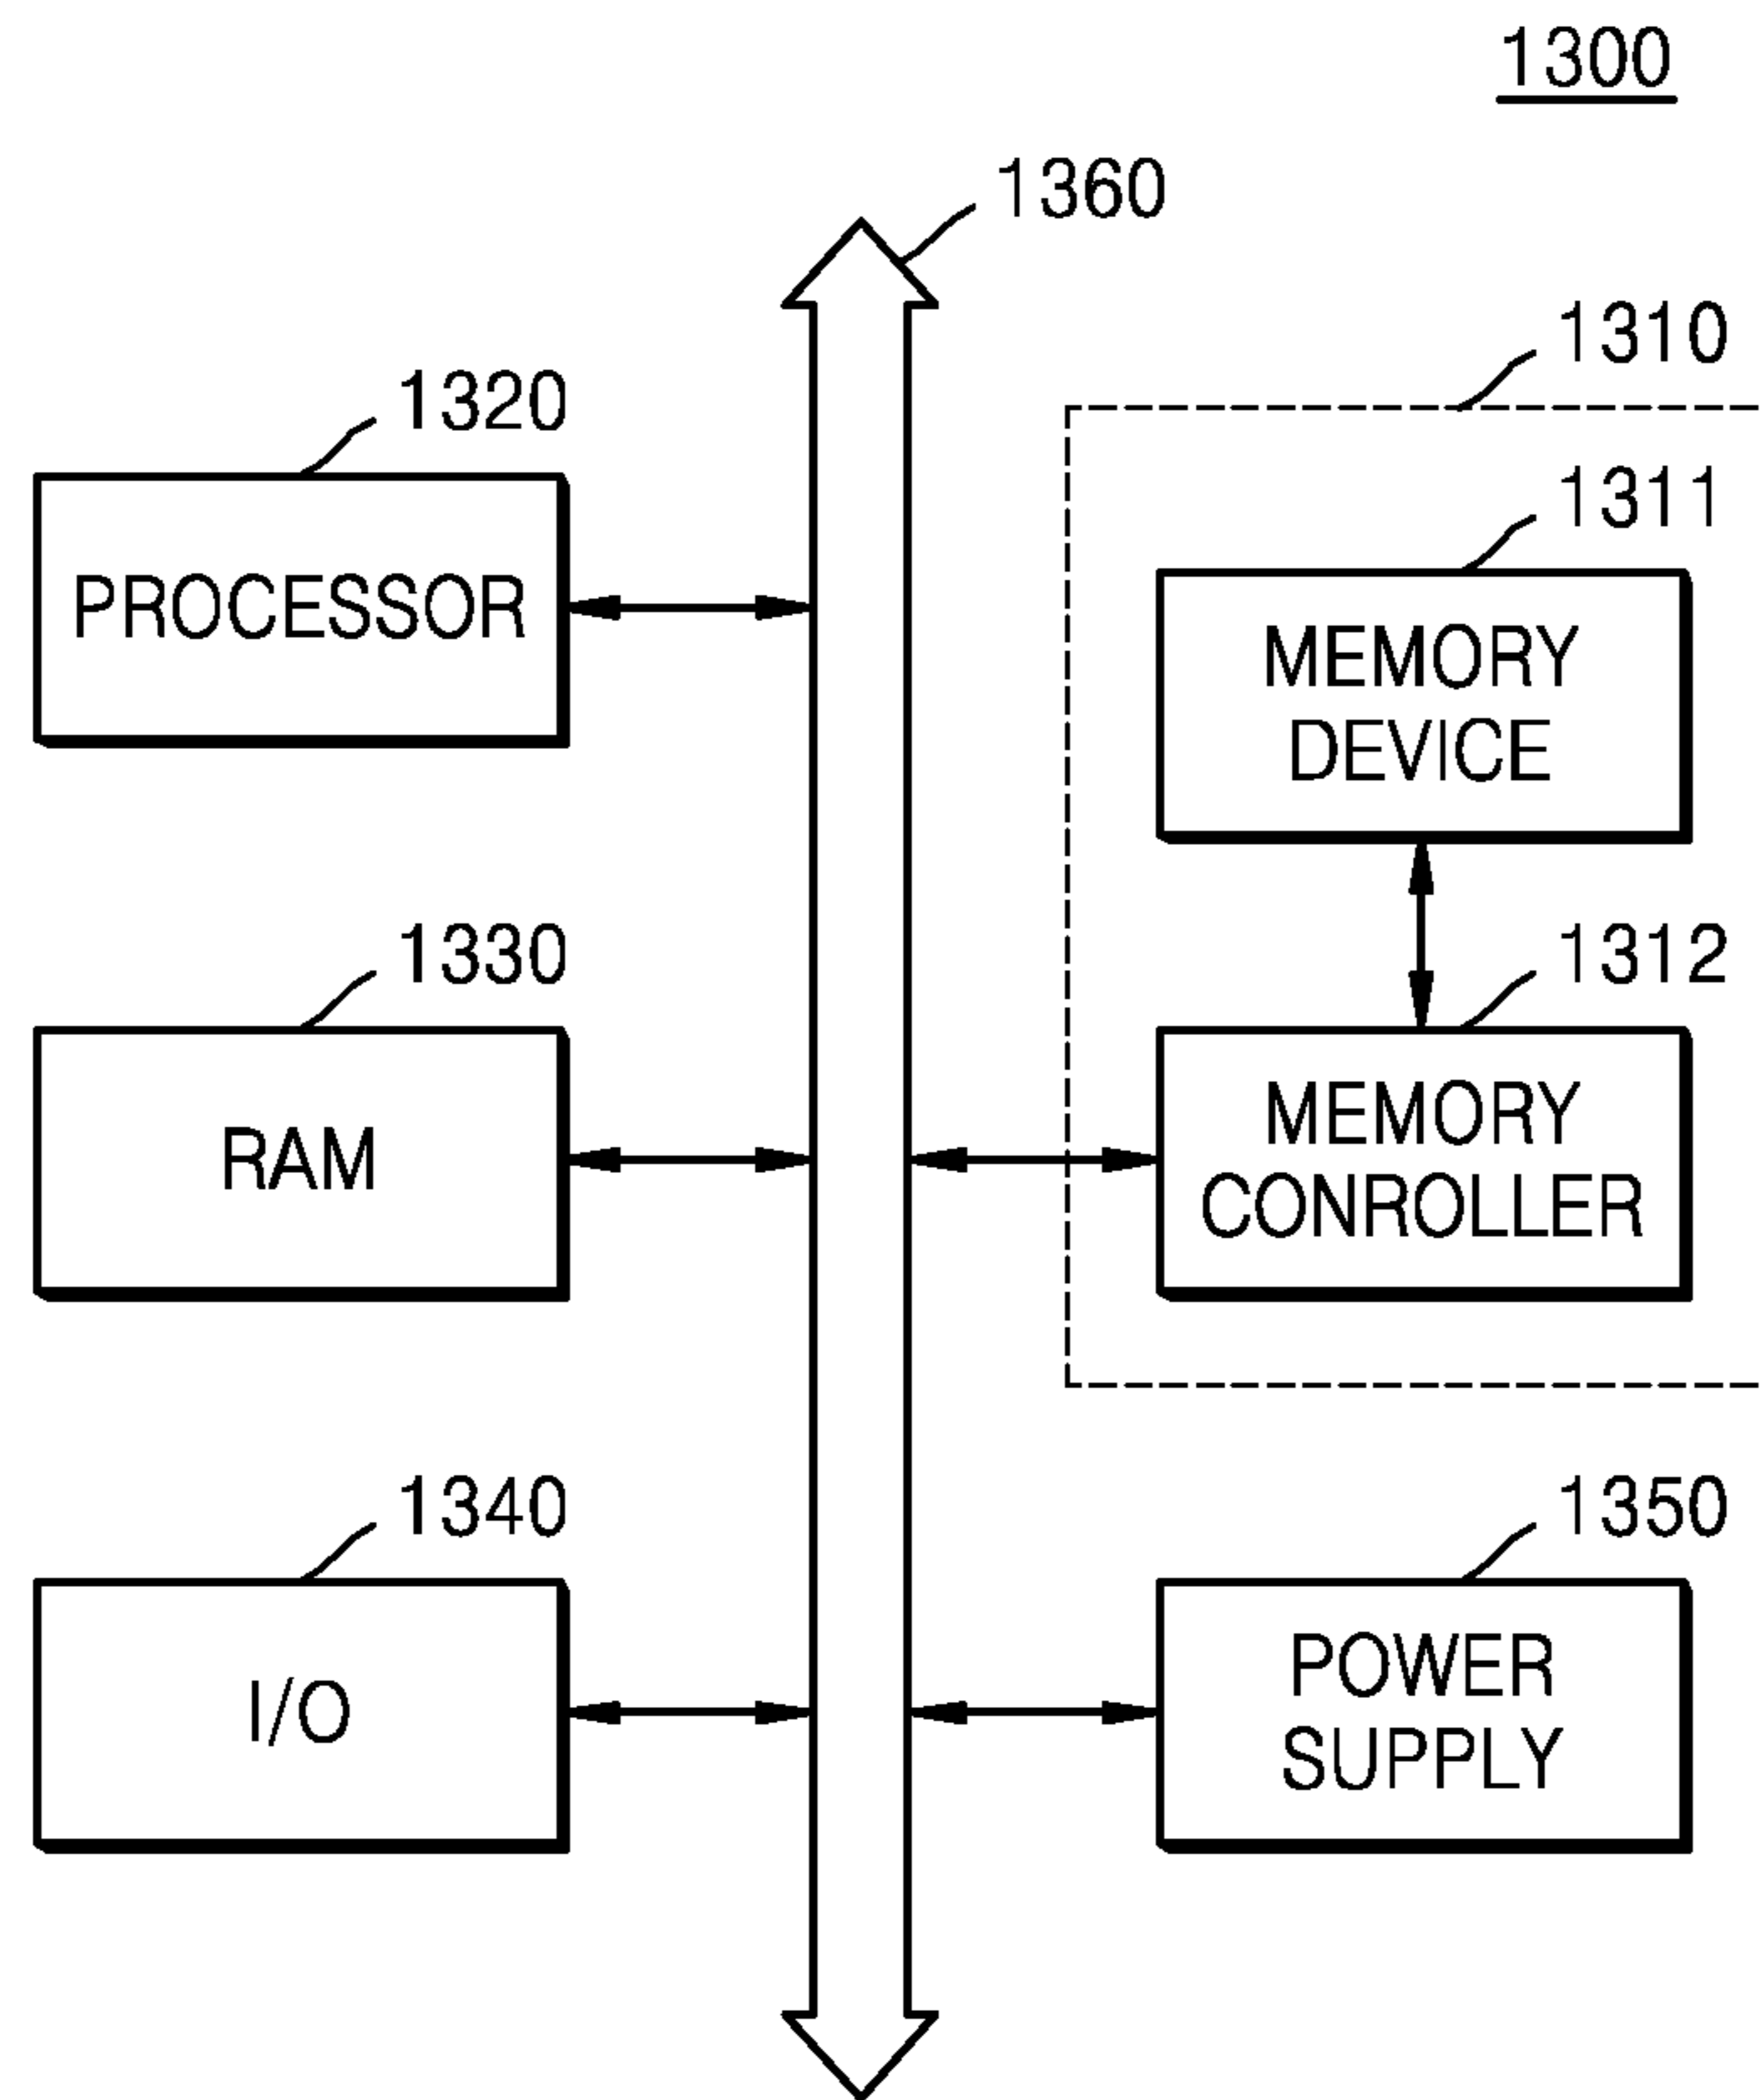 1300
1360
1310
1320
1311
PROCESSOR
MEMORY
DEVICE
1330
1312
RAM
MEMORY
CONROLLER
1340
1350
I/O
POWER
SUPPLY